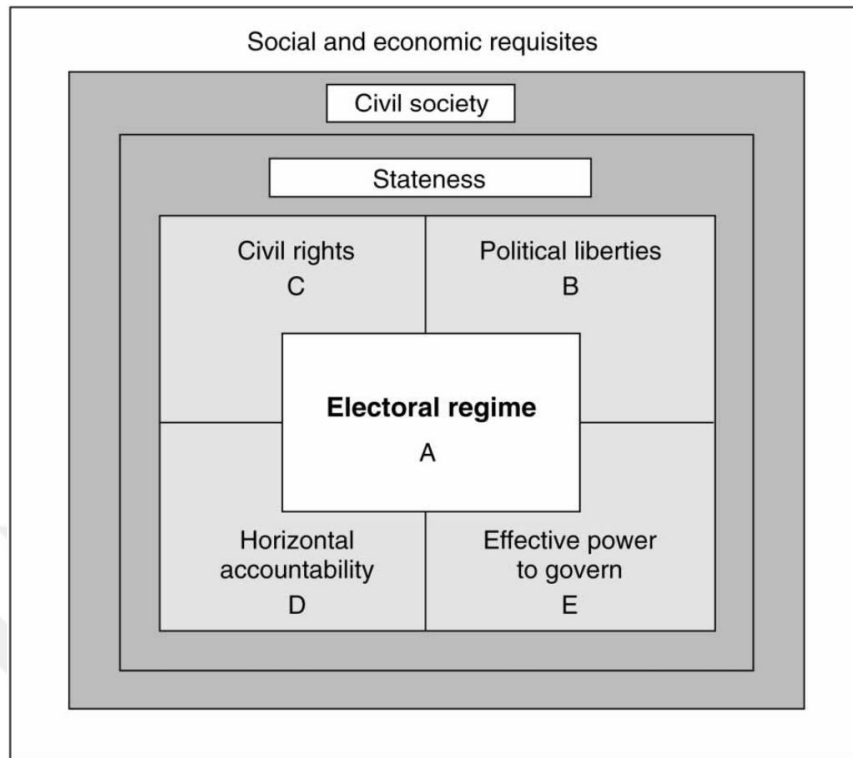 Social and economic requisites
Civil society
Stateness
Civil rights
C
Political liberties
B
Electoral regime
A
Horizontal
accountability
D
Effective power
to govern
E